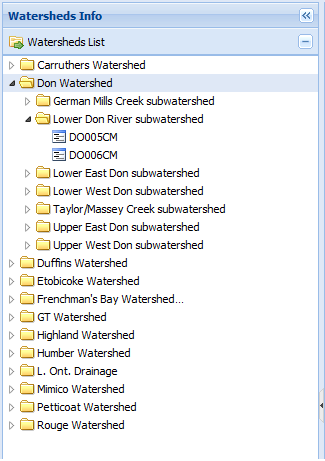 Watersheds Info
Watersheds List
Carruthers Watershed
Don Watershed
German Mills Creek subwatershed
Lower Don River subwatershed
DO005CM
DO006CM
Lower East Don subwatershed
Lower West Don subwatershed
Taylor/Massey Creek subwatershed
Upper East Don subwatershed
Upper West Don subwatershed
Duffins Watershed
Etobicoke Watershed
Frenchman's Bay Watershed...
GT Watershed
Highland Watershed
Humber Watershed
L. Ont. Drainage
Mimico Watershed
Petticoat Watershed
Rouge Watershed